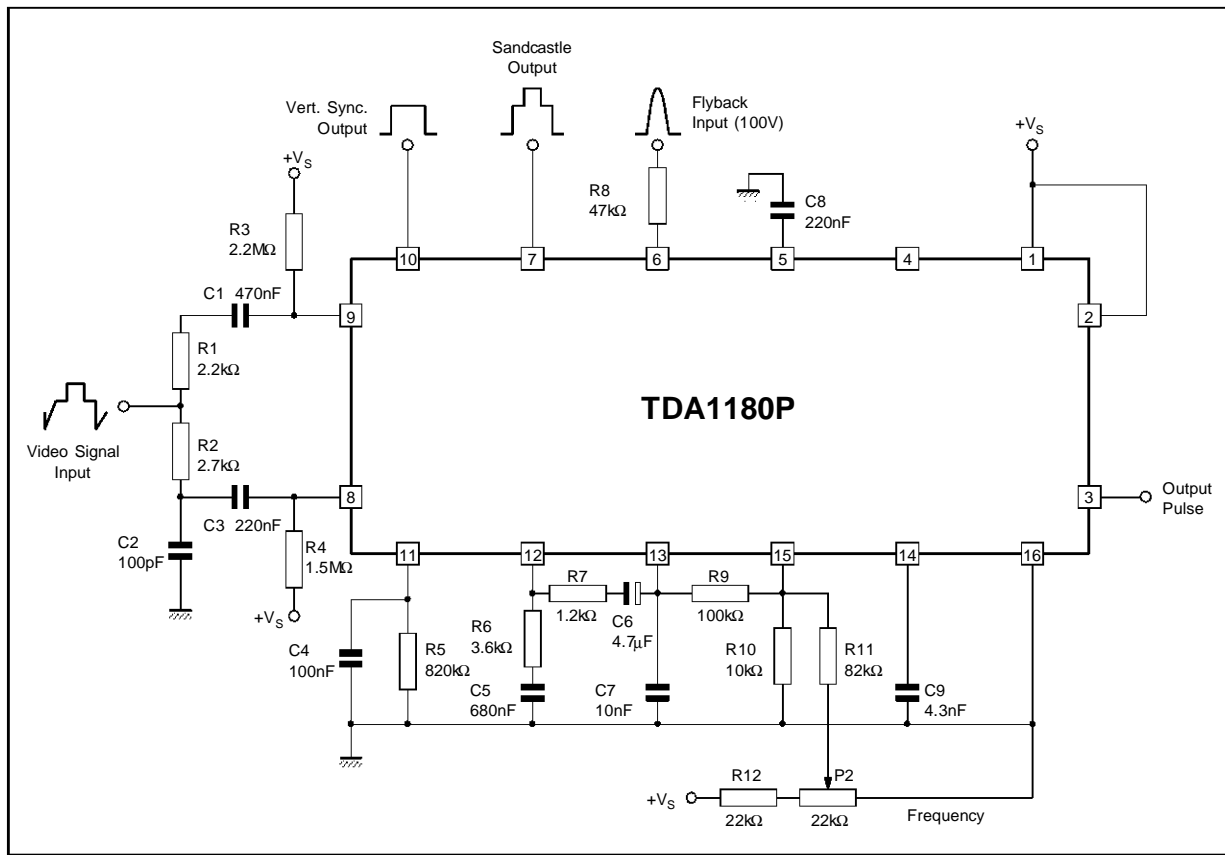 Sandcastle
Output
Vert. Sync.
Output
Flyback
Input (100V)
+VS
+VS
R8
47kΩ
C8
220nF
R3
2.2MΩ
10
7
6
5
4
1
C1 470nF
9
2
R1
2.2kΩ
TDA1180P
Video Signal
Input
R2
2.7kΩ
8
3
Output
Pulse
C3 220nF
C2
100pF
R4
1.5MΩ
+VS
11
12
13
15
14
16
R7
1.2kΩ
C6
4.7µF
R9
100kΩ
R6
3.6kΩ
R10
10kΩ
R11
82kΩ
C4
100nF
R5
820kΩ
C5
680nF
C7
10nF
C9
4.3nF
+VS
R12
22kΩ
P2
22kΩ
Frequency